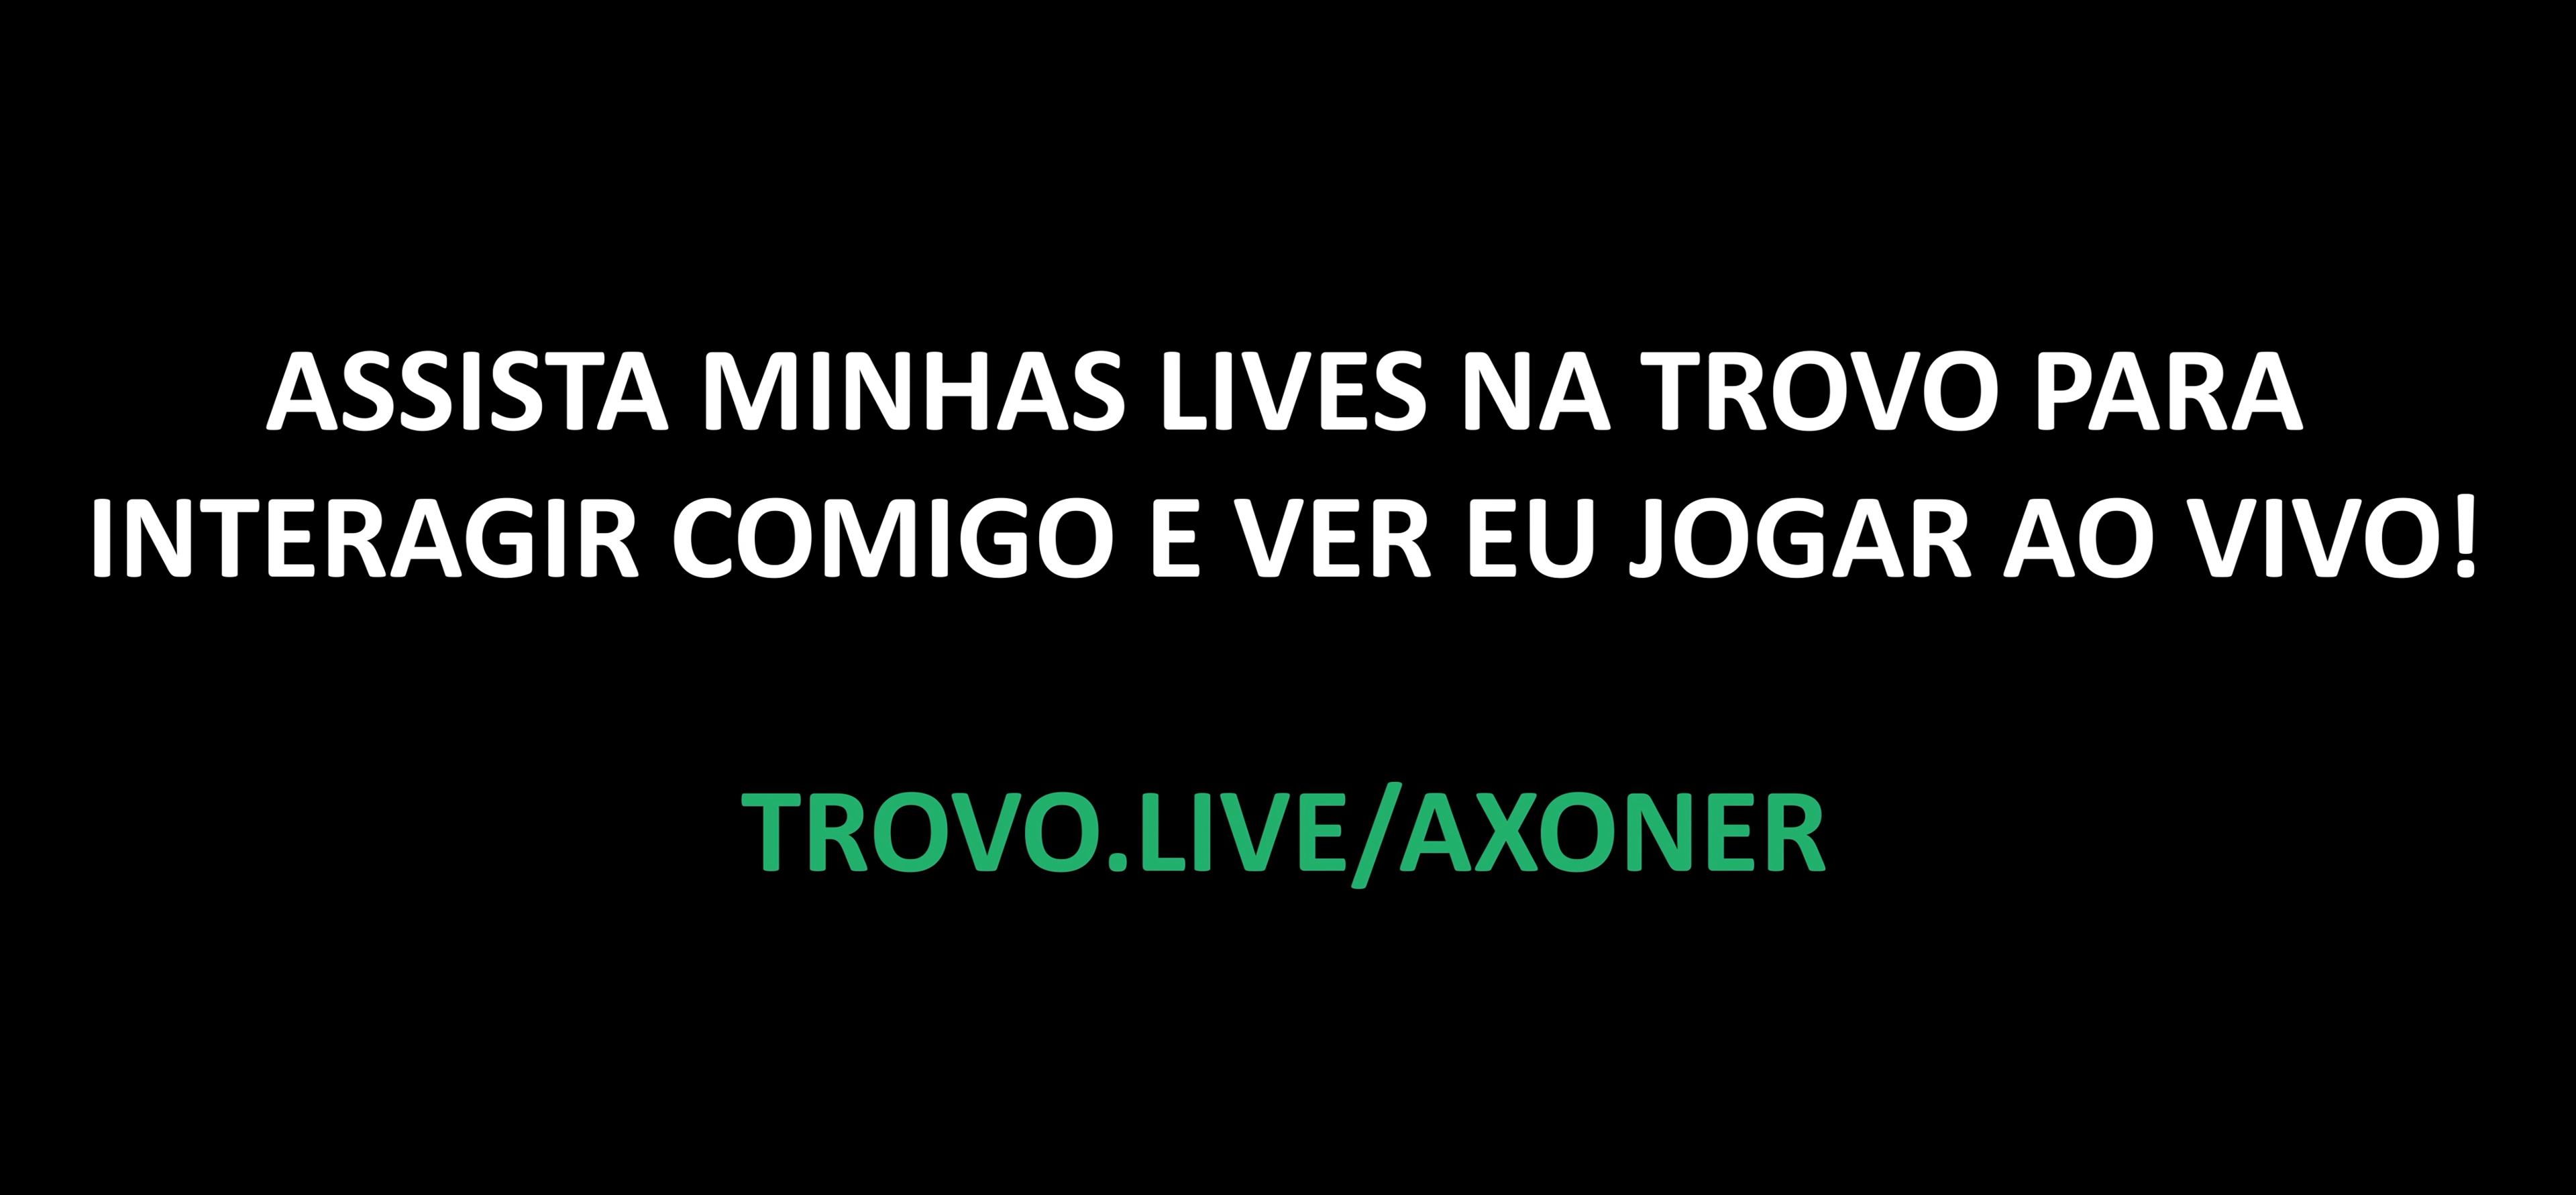 ASSISTA MINHAS LIVES NA TROVO PARA
INTERAGIR COMIGO E VER EU JOGAR AO VIVO!
TROVO.LIVE/AXONER